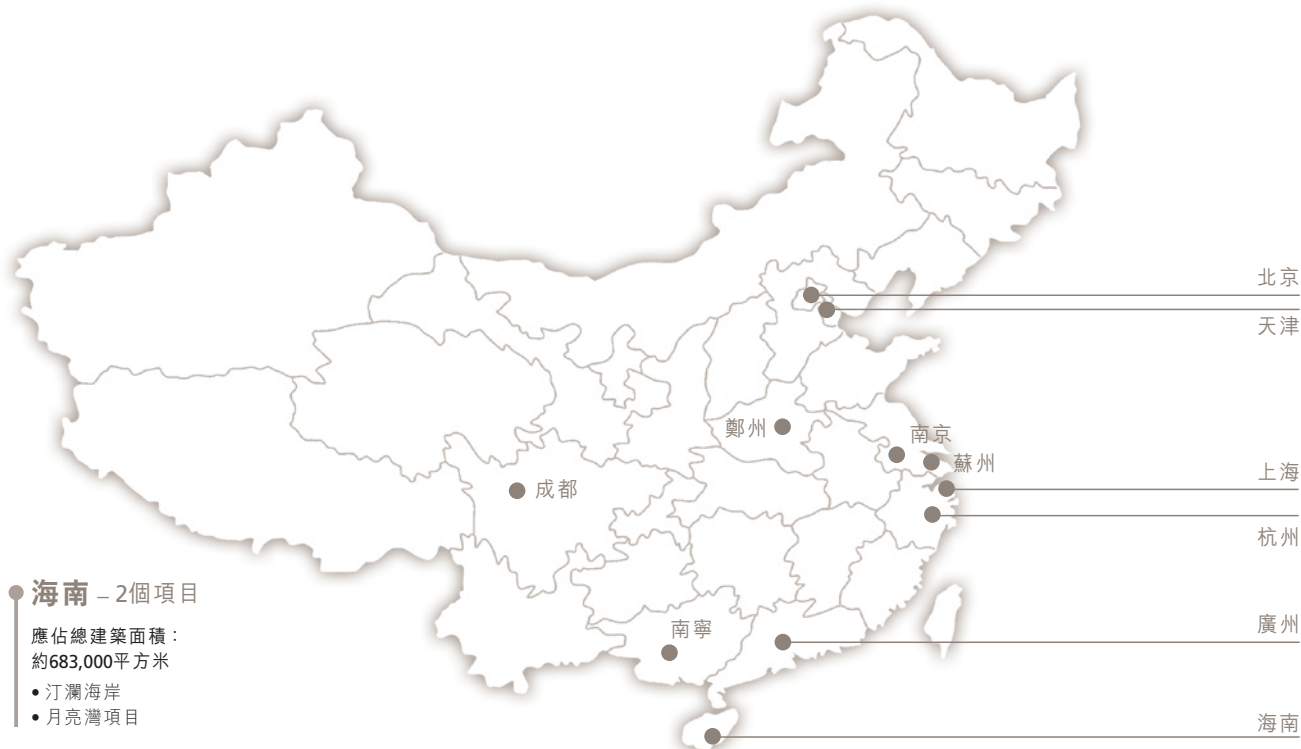 北京
天津
鄭州
南京
蘇州
上海
成都
杭州
海南 – 2個項目
應佔總建築面積：
約683,000平方米
• 汀瀾海岸
• 月亮灣項目
南寧
廣州
海南